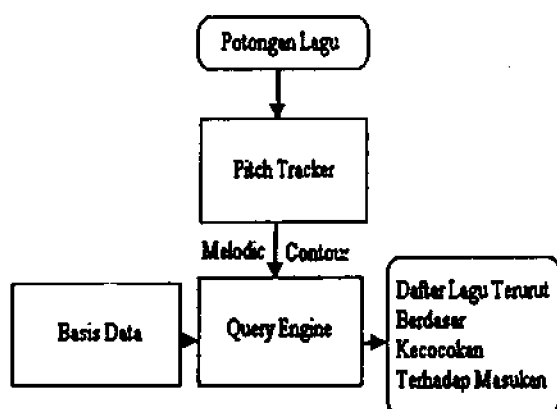 Potongan Lagu
Pitch Tracker
Melodic Contour
Basis Data
Query Engine
Daftar Lagu Terurut
Berdasar
Kecocokan
Terhadap Masukan